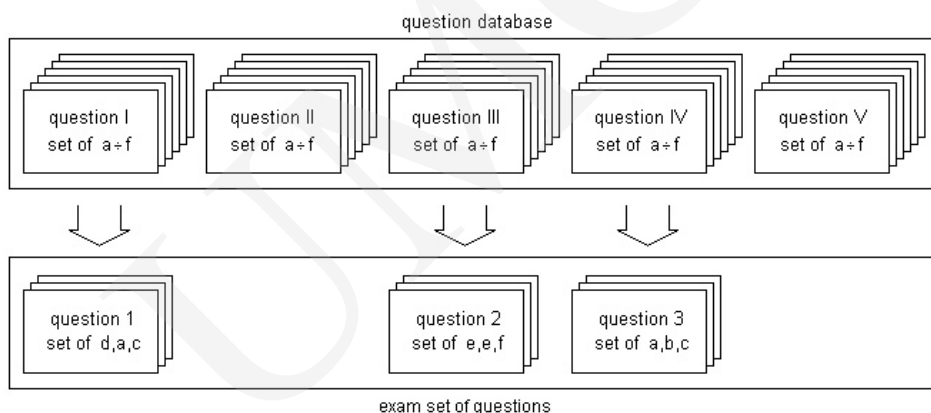 question database
question I
set of a÷f
question II
set of a÷f
question III
set of a÷f
question IV
set of a÷f
question V
set of a÷f
question 1
set of d,a,c
question 2
set of e,e,f
question 3
set of a,b,c
exam set of questions